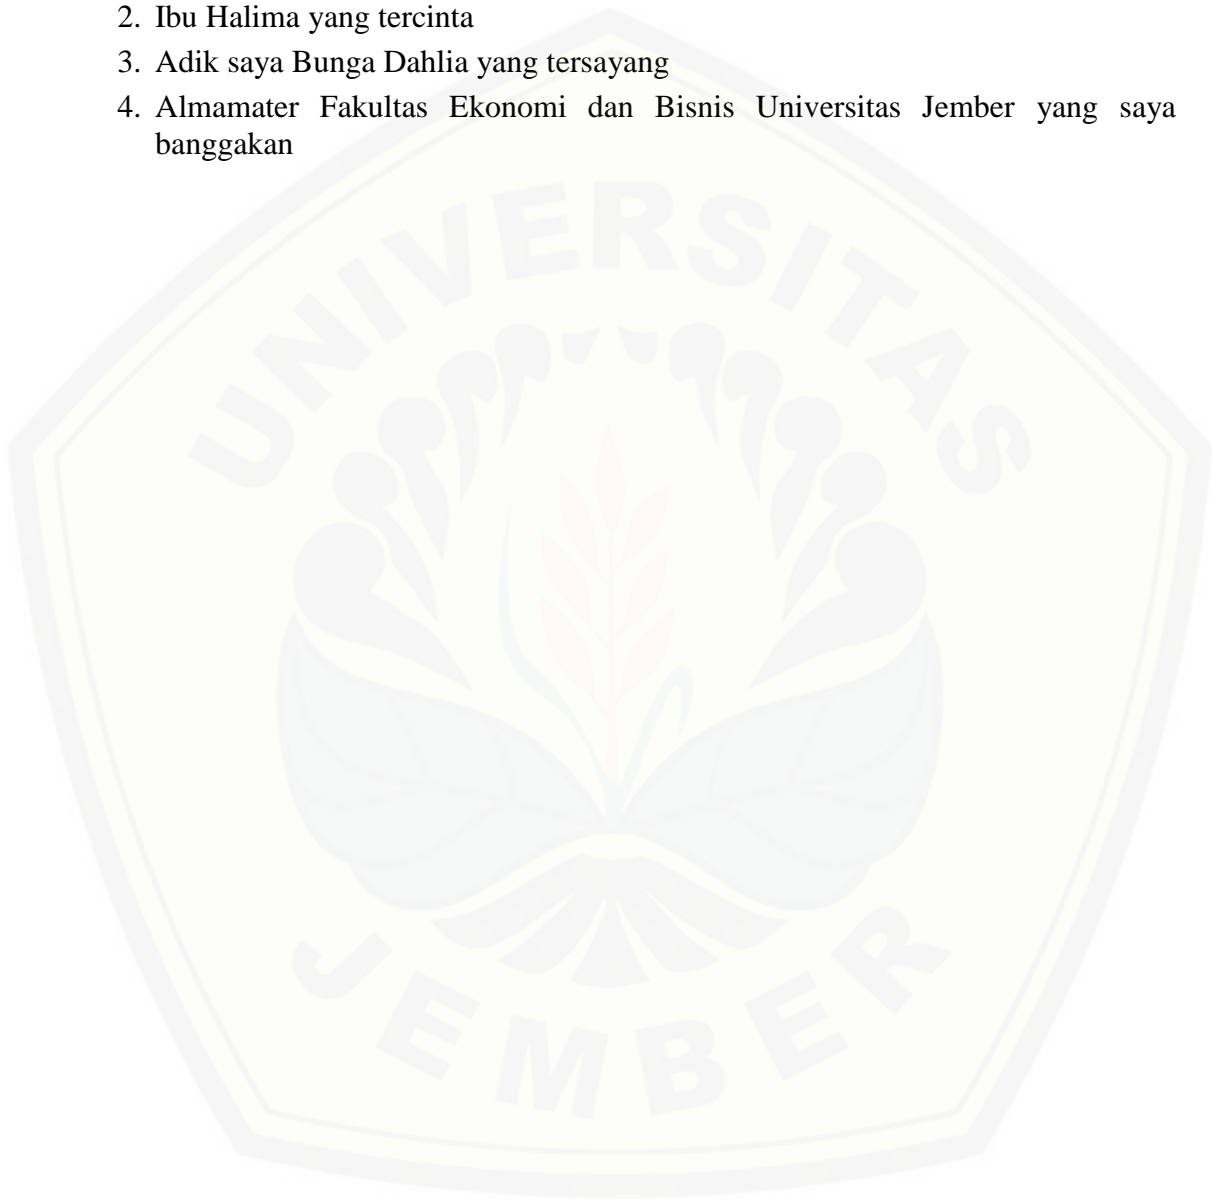 2. Ibu Halima yang tercinta
3. Adik saya Bunga Dahlia yang tersayang
4. Almamater Fakultas Ekonomi dan Bisnis Universitas Jember yang saya
banggakan
UNIVERSITAS
JEMBER